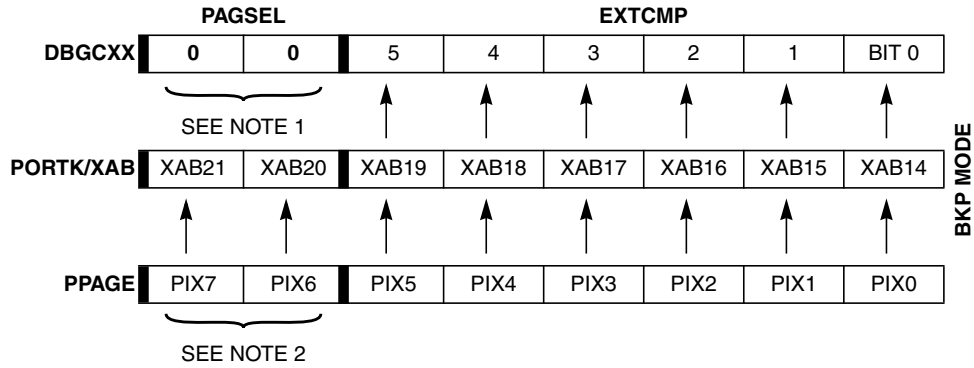 PAGSEL EXTCMP
DBGCXX 0 0 5 4 3 2 1 BIT 0
SEE NOTE 1
PORTK/XAB XAB21 XAB20 XAB19 XAB18 XAB17 XAB16 XAB15 XAB14
BKP MODE
PPAGE PIX7 PIX6 PIX5 PIX4 PIX3 PIX2 PIX1 PIX0
SEE NOTE 2